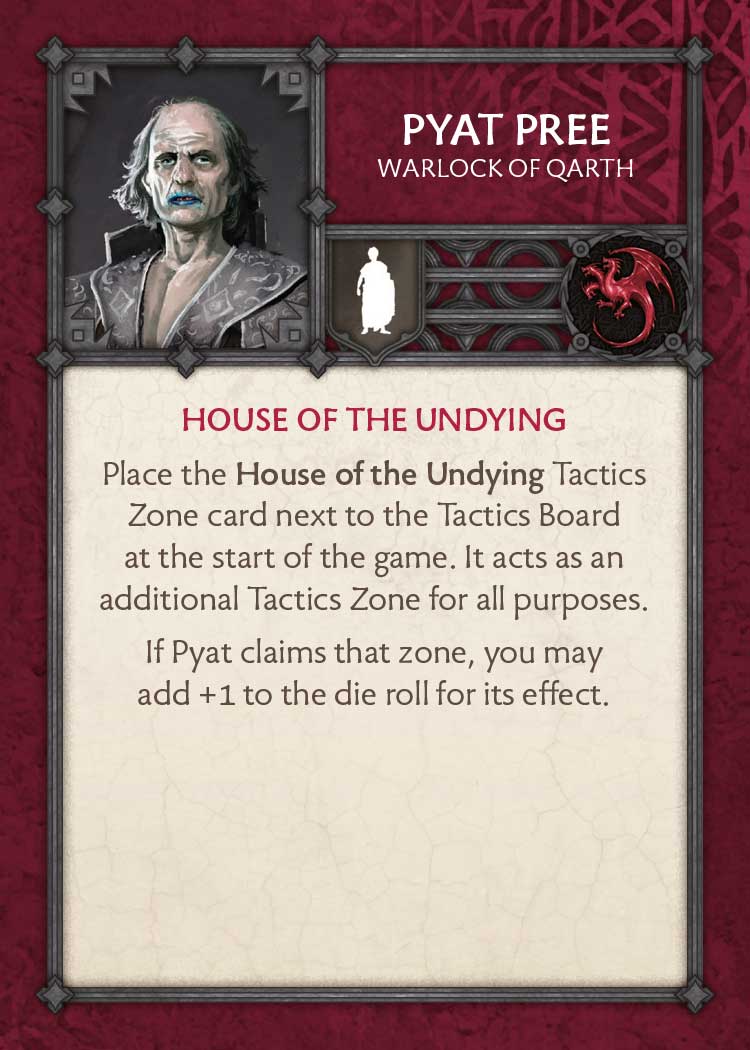 PYAT PREE
WARLOCK OF QARTH
HOUSE OF THE UNDYING
Place the House of the Undying Tactics
Zone card next to the Tactics Board
at the start of the game. It acts as an
additional Tactics Zone for all purposes.
If Pyat claims that zone, you may
add +1 to the die roll for its effect.